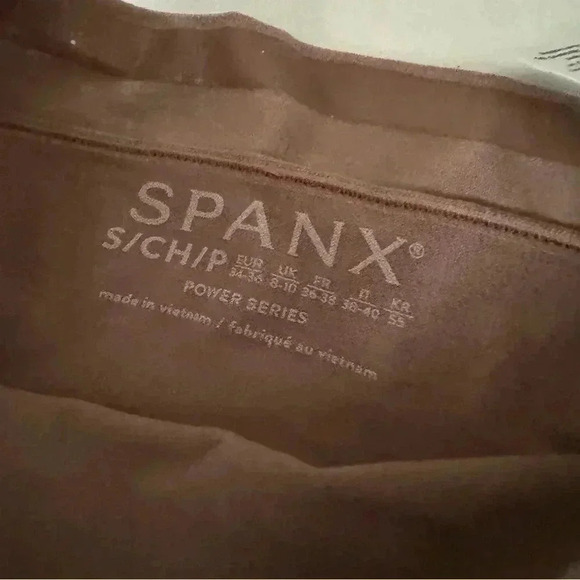 SPANX®
S/CH/P EUR 34-36 UK 8-10 FR 36-38 IT 38-40 KR 55
POWER SERIES
made in vietnam / fabriqué au vietnam